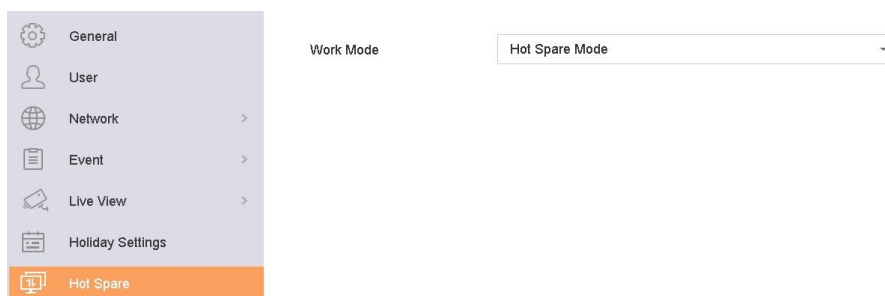 General
User
Network
Event
Live View
Holiday Settings
Hot Spare
Work Mode
Hot Spare Mode